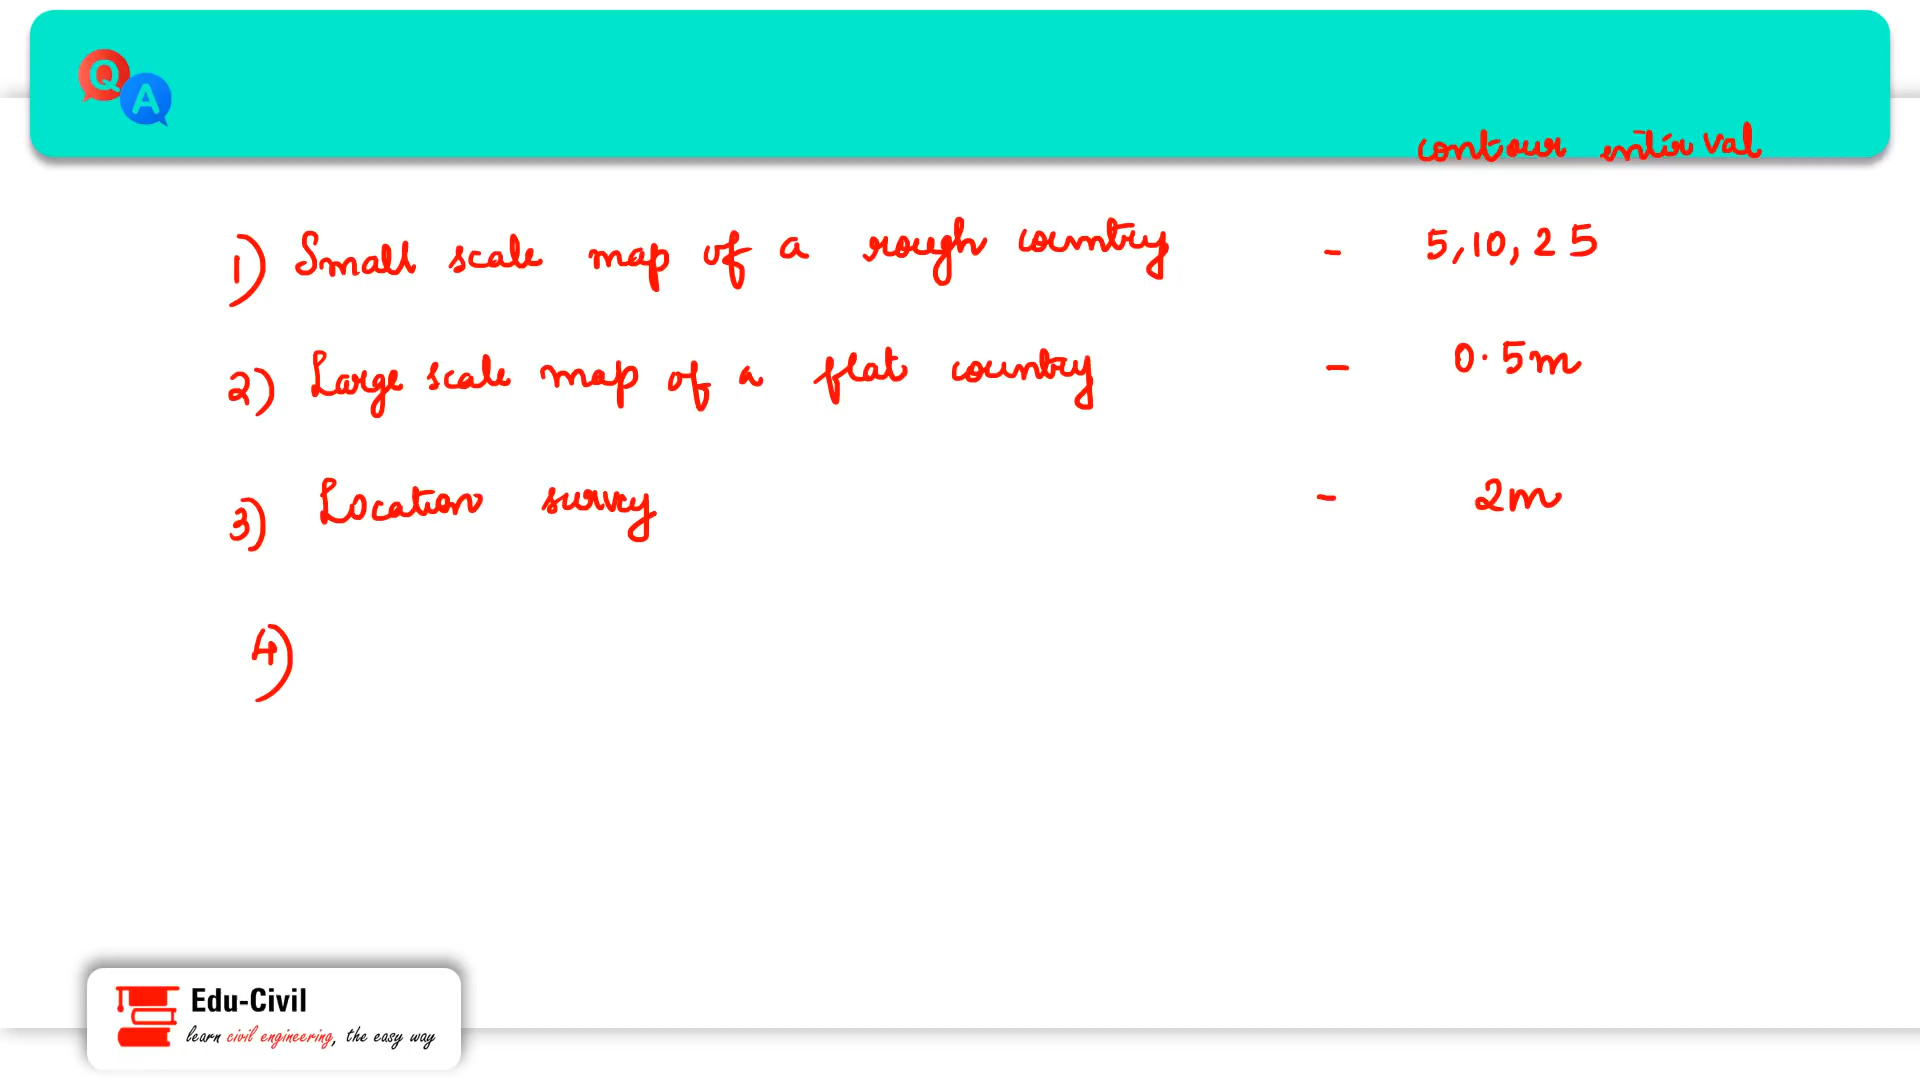 Q A
contour interval
1) Small scale map of a rough country - 5, 10, 25
2) Large scale map of a flat country - 0.5m
3) Location survey - 2m
4)
Edu-Civil
learn civil engineering, the easy way